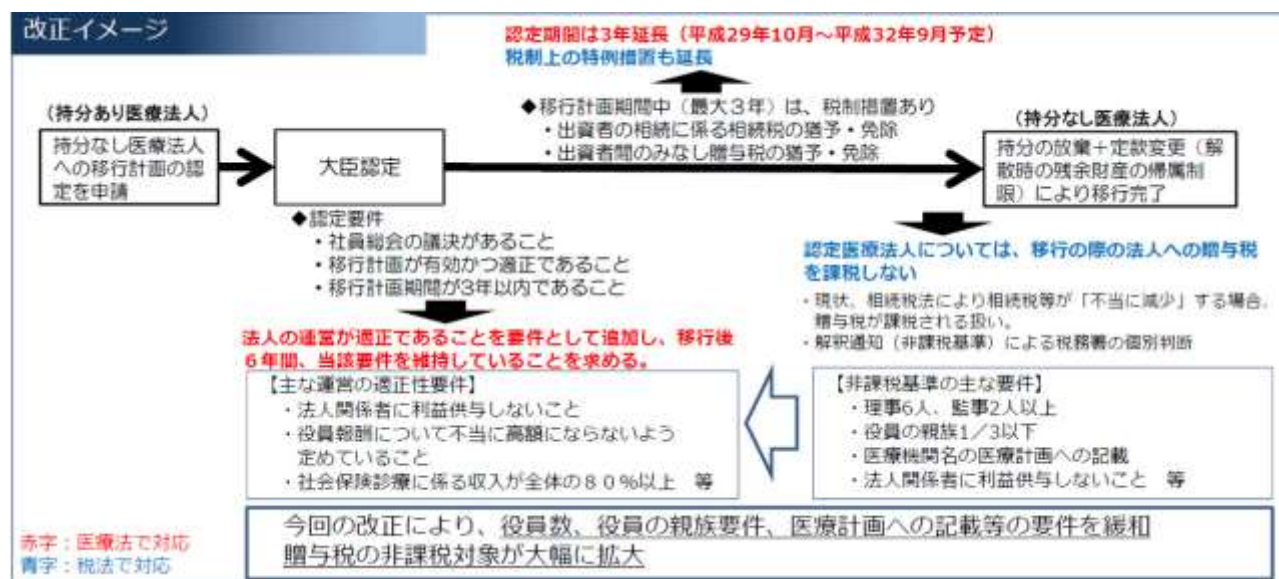 改正イメージ
認定期間は3年延長（平成29年10月～平成32年9月予定）
税制上の特例措置も延長
（持分あり医療法人）
持分なし医療法人
への移行計画の認
定を申請
大臣認定
◆移行計画期間中（最大３年）は、税制措置あり
・出資者の相続に係る相続税の猶予・免除
・出資者間のみなし贈与税の猶予・免除
（持分なし医療法人）
持分の放棄＋定款変更（解
散時の残余財産の帰属制
限）により移行完了
◆認定要件
・社員総会の議決があること
・移行計画が有効かつ適正であること
・移行計画期間が3年以内であること
認定医療法人については、移行の際の法人への贈与税
を課税しない
・現状、相続税法により相続税等が「不当に減少」する場合、
贈与税が課税される扱い。
・解釈通知（非課税基準）による税務署の個別判断
法人の運営が適正であることを要件として追加し、移行後
６年間、当該要件を維持していることを求める。
【主な運営の適正性要件】
・法人関係者に利益供与しないこと
・役員報酬について不当に高額にならないよう
定めていること
・社会保険診療に係る収入が全体の８０％以上　等
【非課税基準の主な要件】
・理事6人、監事2人以上
・役員の親族1／3以下
・医療機関名の医療計画への記載
・法人関係者に利益供与しないこと　等
今回の改正により、役員数、役員の親族要件、医療計画への記載等の要件を緩和
贈与税の非課税対象が大幅に拡大
赤字：医療法で対応
青字：税法で対応